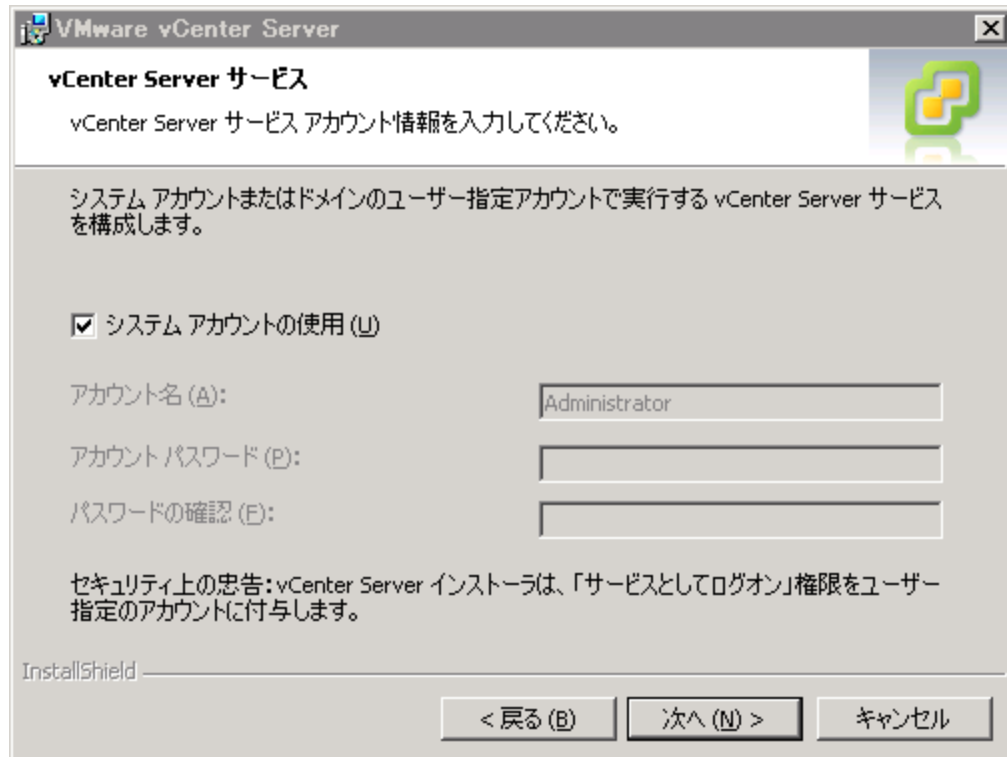 VMware vCenter Server
vCenter Server サービス
vCenter Server サービス アカウント情報を入力してください。
システム アカウントまたはドメインのユーザー指定アカウントで実行する vCenter Server サービス
を構成します。
システム アカウントの使用 (U)
アカウント名 (A):
Administrator
アカウント パスワード (P):
パスワードの確認 (F):
セキュリティ上の忠告: vCenter Server インストーラは、「サービスとしてログオン」権限をユーザー
指定のアカウントに付与します。
InstallShield
< 戻る (B) 次へ (N) > キャンセル